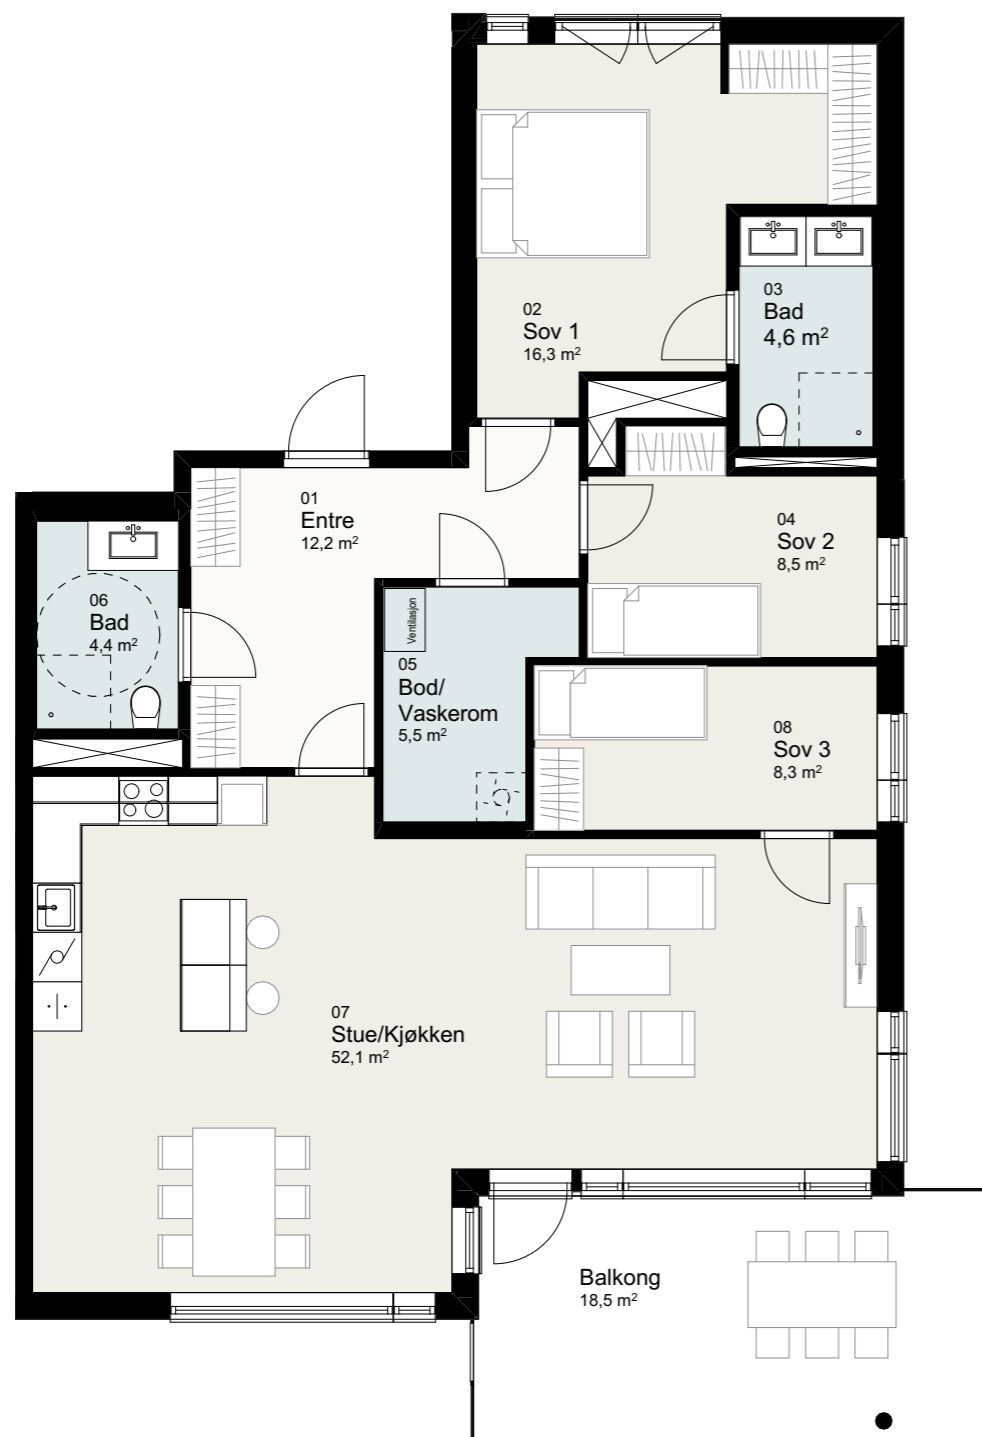 02
Sov 1
16,3 m²
03
Bad
4,6 m²
01
Entre
12,2 m²
04
Sov 2
8,5 m²
06
Bad
4,4 m²
Ventilasjon
05
Bod/
Vaskerom
5,5 m²
08
Sov 3
8,3 m²
07
Stue/Kjøkken
52,1 m²
Balkong
18,5 m²